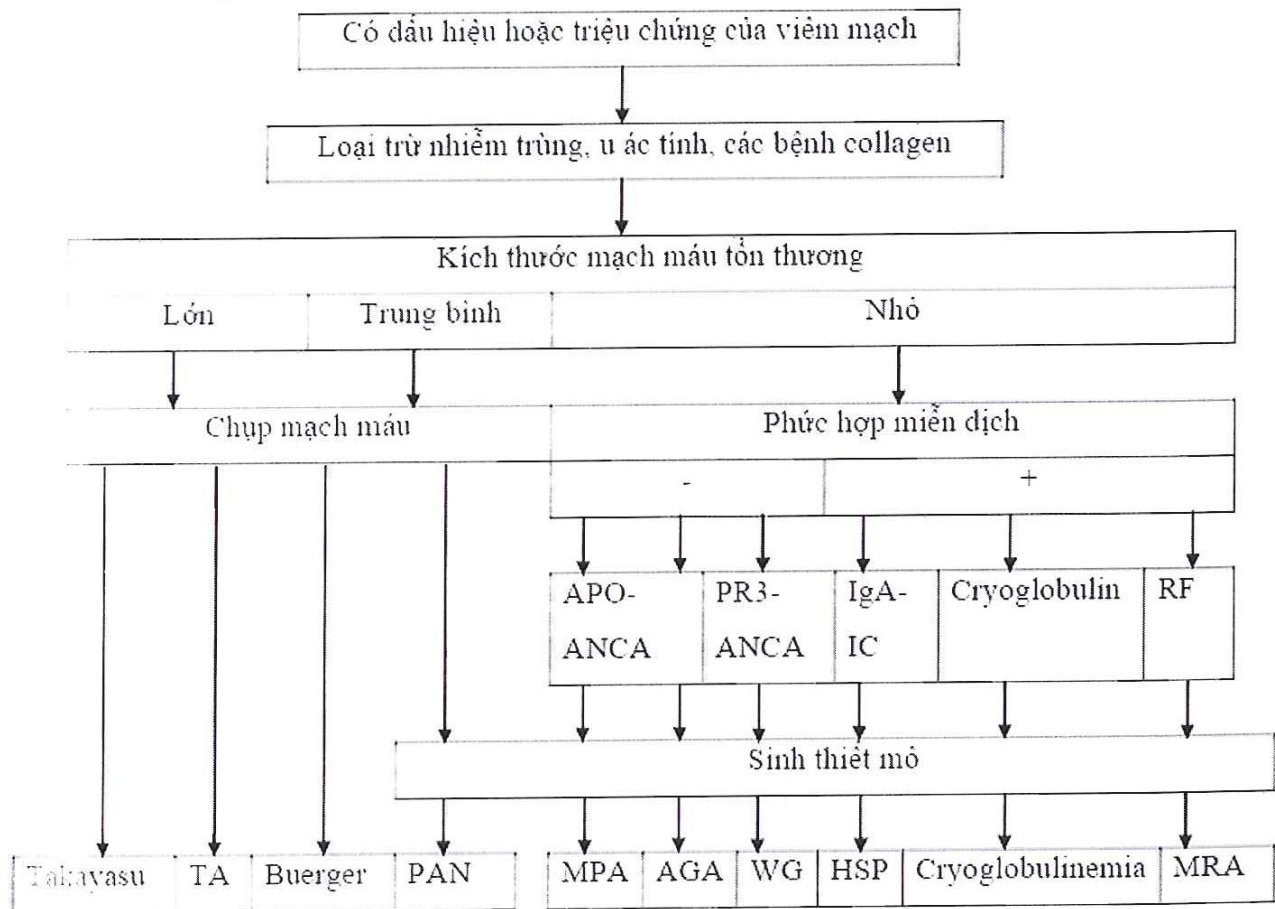 Có dấu hiệu hoặc triệu chứng của viêm mạch
Loại trừ nhiễm trùng, u ác tính, các bệnh collagen
Kích thước mạch máu tổn thương
Lớn Trung bình Nhỏ
Chụp mạch máu Phức hợp miễn dịch
- +
APO- PR3- IgA- Cryoglobulin RF
ANCA ANCA IC
Sinh thiết mô
Takayasu TA Buerger PAN MPA AGA WG HSP Cryoglobulinemia MRA